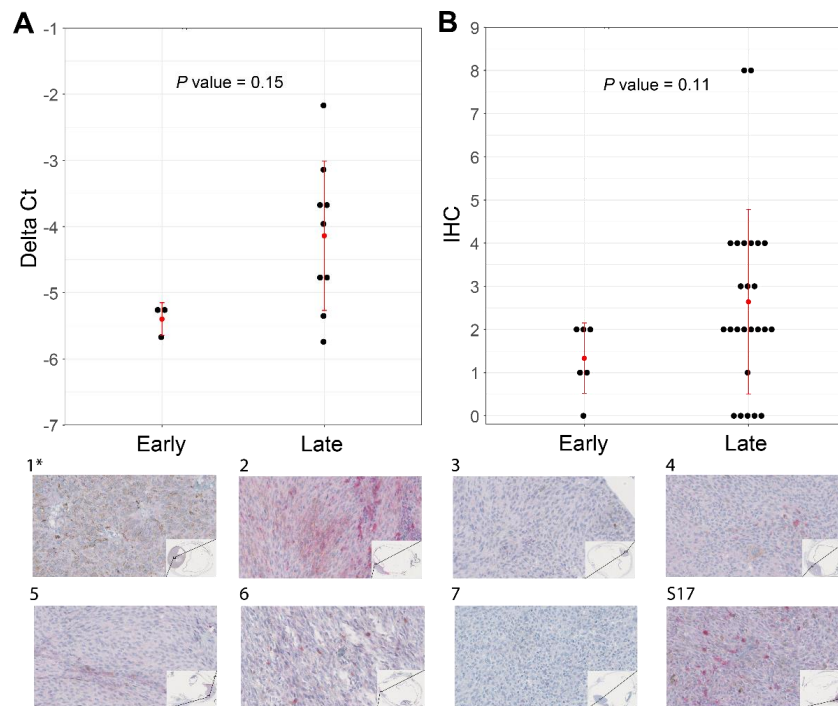 A
B
-1
-2
-3
-4
-5
-6
-7
Delta Ct
P value = 0.15
Early
Late
9
8
7
6
5
4
3
2
1
0
IHC
P value = 0.11
Early
Late
1*
2
3
4
5
6
7
S17